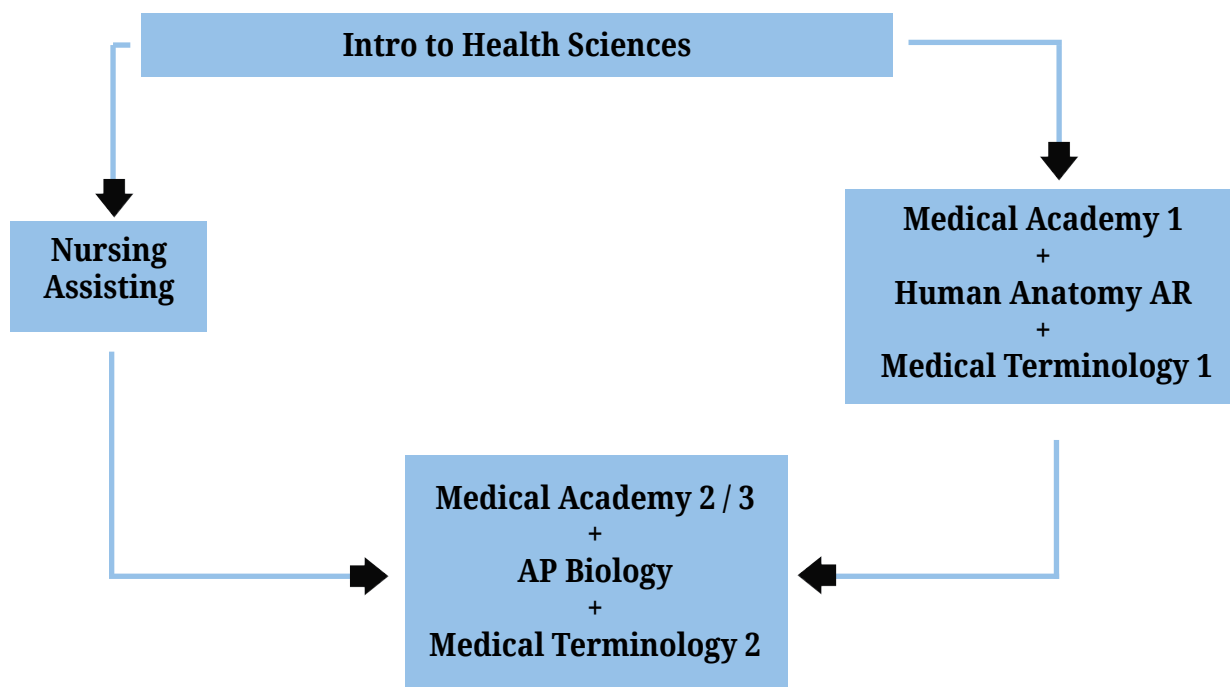 Intro to Health Sciences
Nursing
Assisting
Medical Academy 1
+
Human Anatomy AR
+
Medical Terminology 1
Medical Academy 2 / 3
+
AP Biology
+
Medical Terminology 2